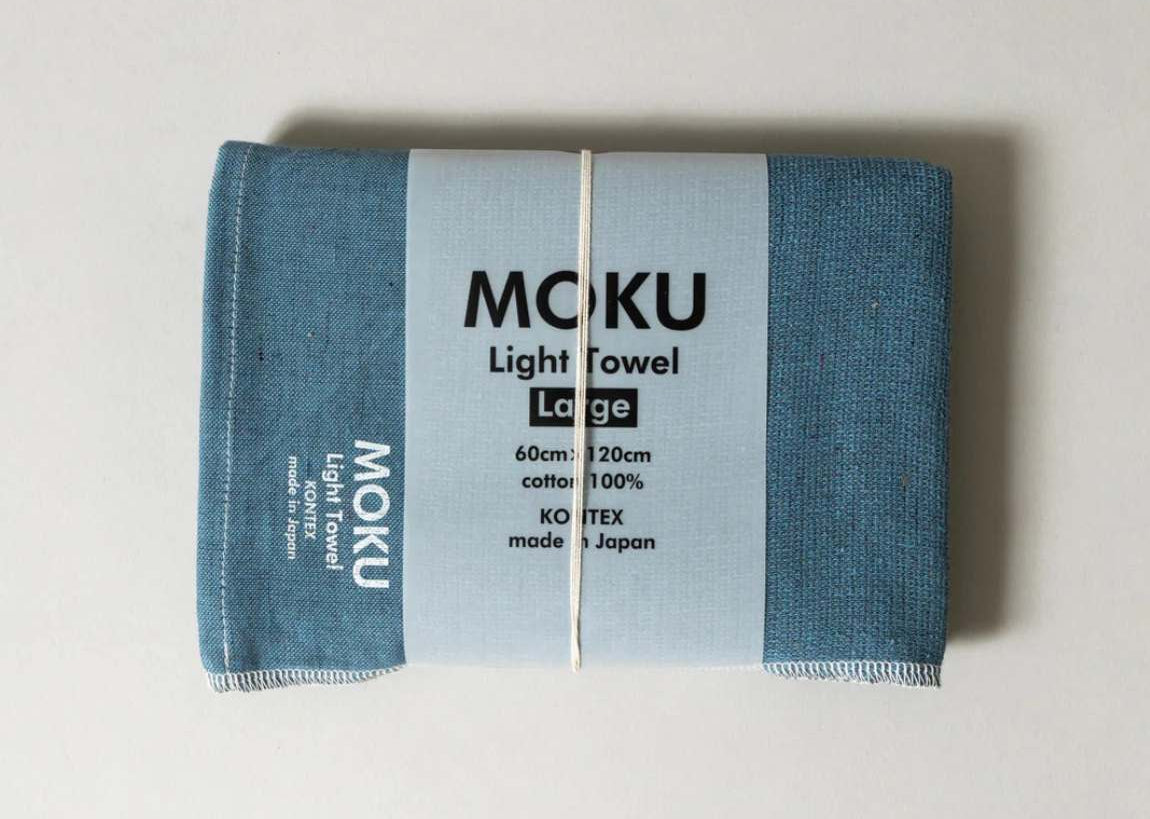 MOKU
Light Towel
Large
60cm×120cm
cotton 100%
KONTEX
made in Japan
MOKU
Light Towel
KONTEX
made in Japan